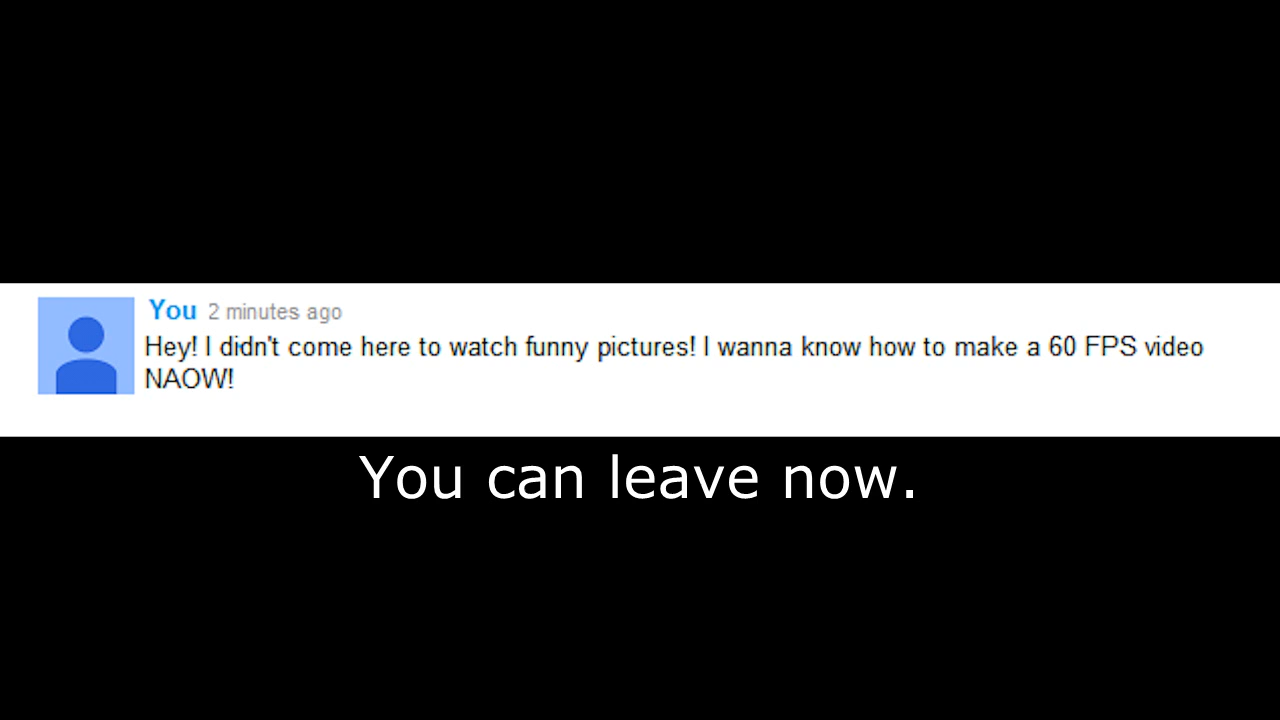 You 2 minutes ago
Hey! I didn't come here to watch funny pictures! I wanna know how to make a 60 FPS video
NAOW!
You can leave now.